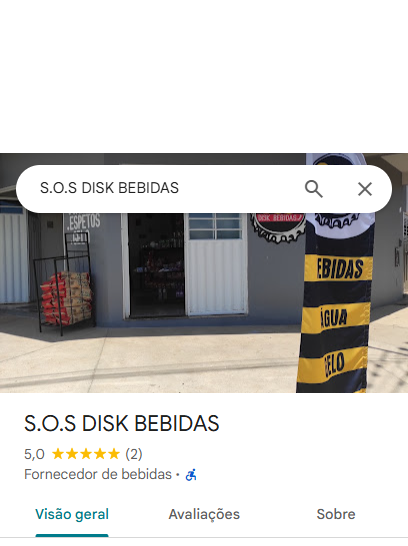 S.O.S DISK BEBIDAS
ESPETOS
DISK BEBIDAS
EBIDAS
ÁGUA
GELO
S.O.S DISK BEBIDAS
5,0 (2)
Fornecedor de bebidas ·
Visão geral
Avaliações
Sobre